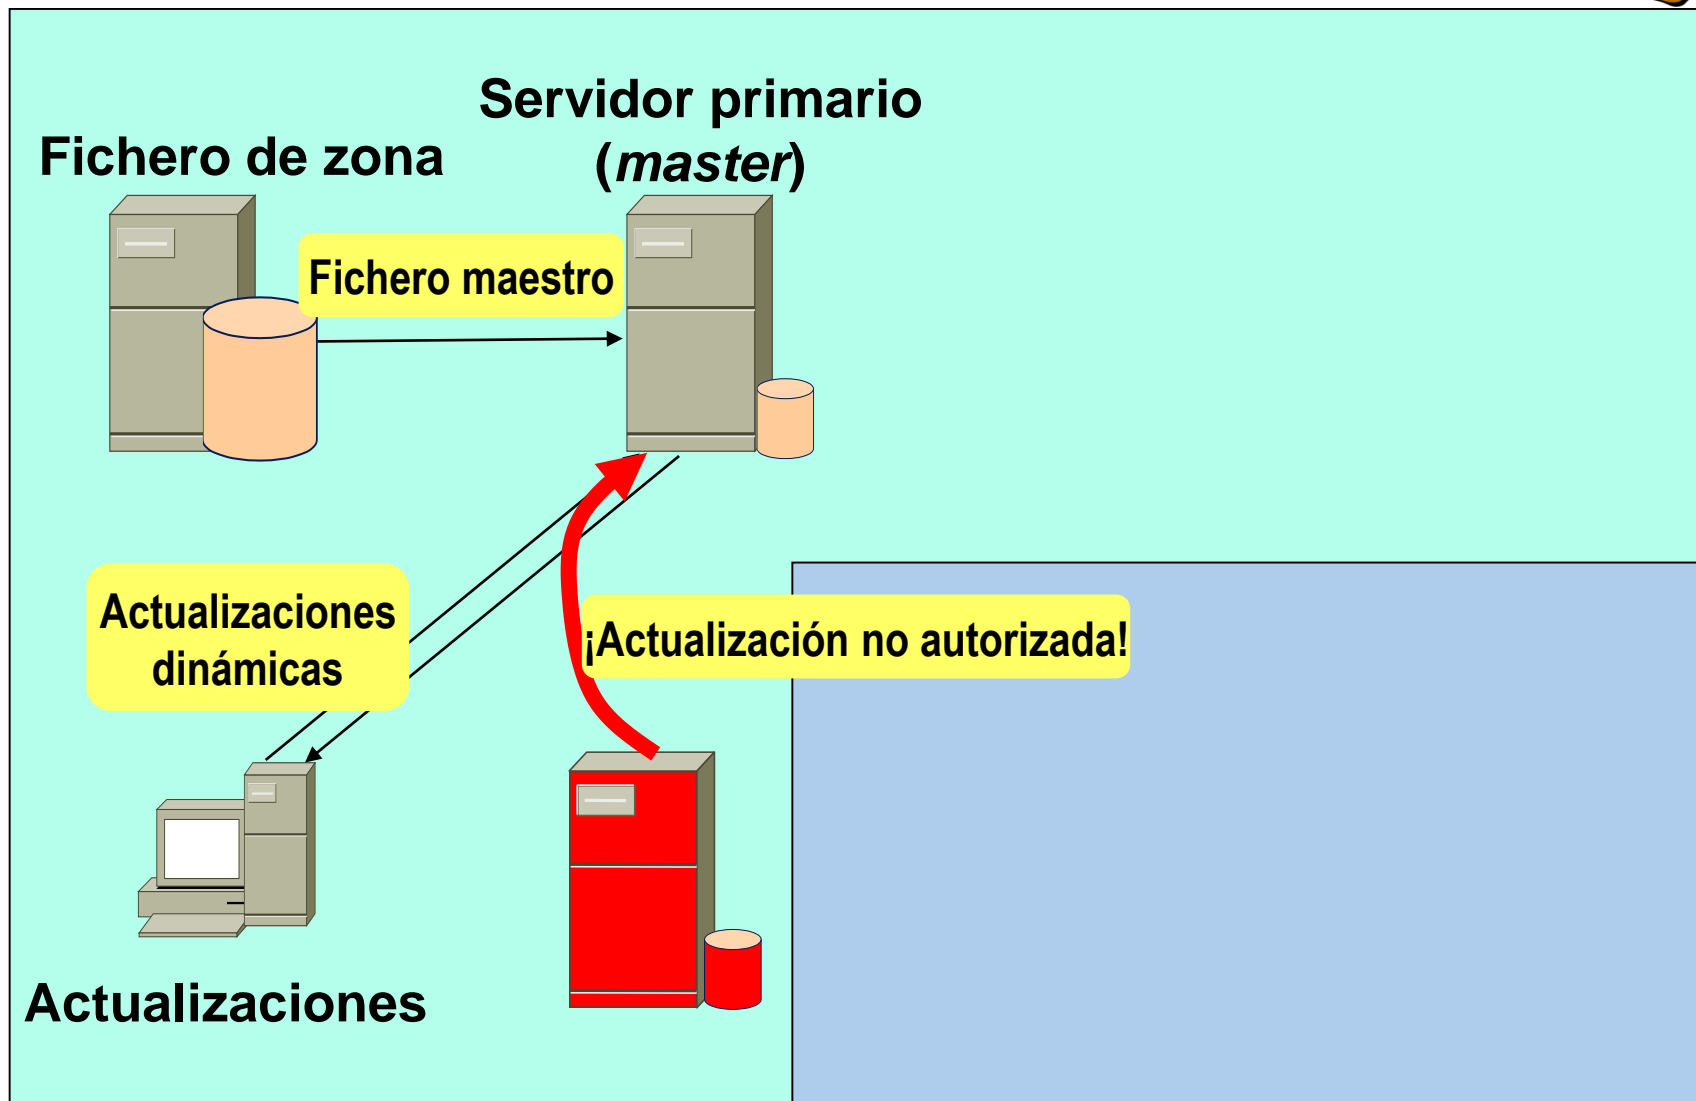 Servidor primario
(master)
Fichero de zona
Fichero maestro
Actualizaciones
dinámicas
¡Actualización no autorizada!
Actualizaciones